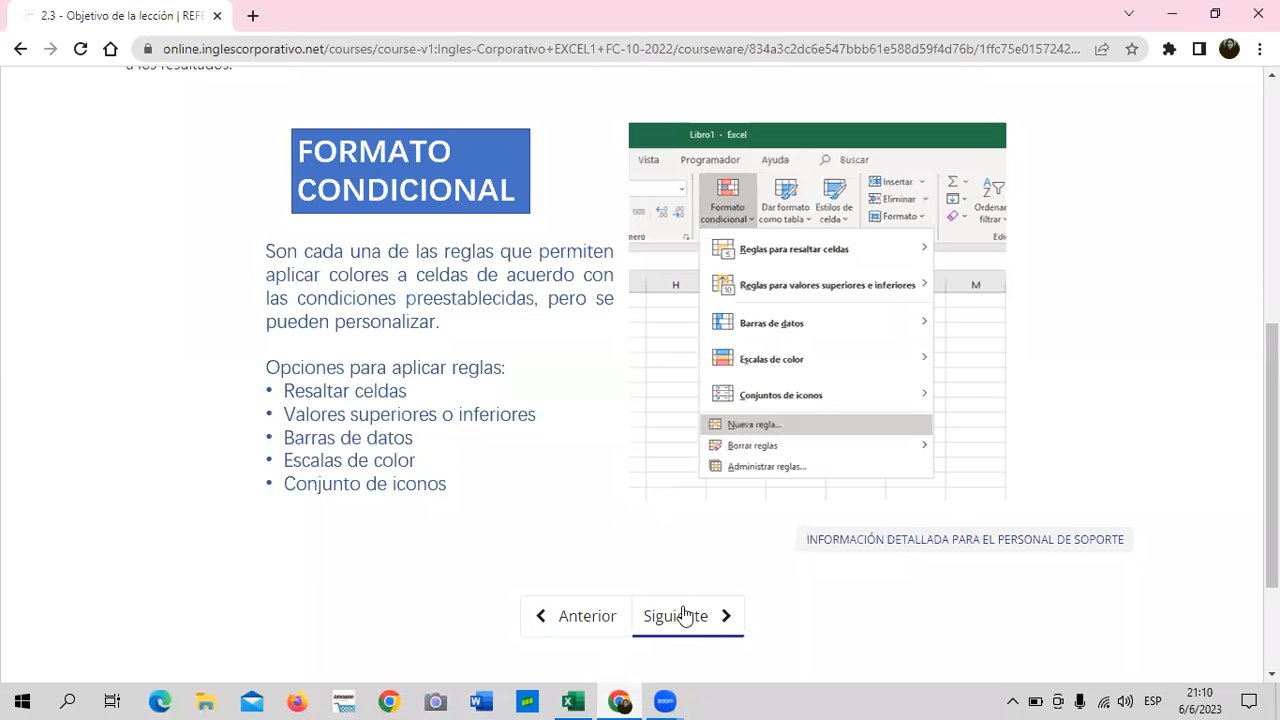 2.3 - Objetivo de la lección | REF
online.inglescorporativo.net/courses/course-v1:Ingles-Corporativo+EXCEL1+FC-10-2022/courseware/834a3c2dc6e547bbb61e588d59f4d76b/1ffc75e0157242...
a los resultados.
FORMATO
CONDICIONAL
Son cada una de las reglas que permiten
aplicar colores a celdas de acuerdo con
las condiciones preestablecidas, pero se
pueden personalizar.
Opciones para aplicar reglas:
• Resaltar celdas
• Valores superiores o inferiores
• Barras de datos
• Escalas de color
• Conjunto de iconos
Libro1 - Excel
Vista Programador Ayuda Buscar
Formato condicional
Dar formato como tabla
Estilos de celda
Insertar
Eliminar
Formato
Ordenar
filtrar
mero
Edi
H M
Reglas para resaltar celdas
Reglas para valores superiores e inferiores
Barras de datos
Escalas de color
Conjuntos de iconos
Nueva regla...
Borrar reglas
Administrar reglas...
INFORMACIÓN DETALLADA PARA EL PERSONAL DE SOPORTE
Anterior Siguiente
zoom
ESP
21:10
6/6/2023